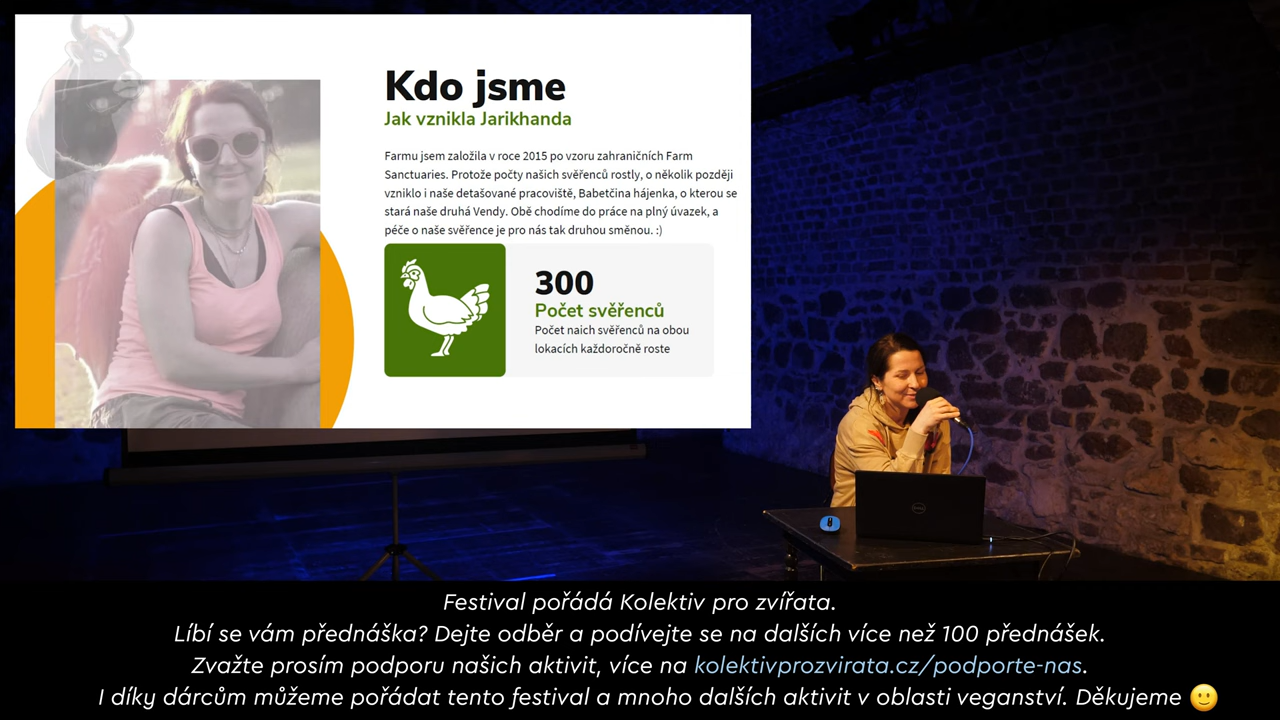 Kdo jsme
Jak vznikla Jarikhanda
Farmu jsem založila v roce 2015 po vzoru zahraničních Farm
Sanctuaries. Protože počty našich svěřenců rostly, o několik později
vzniklo i naše detašované pracoviště, Babetčina hájenka, o kterou se
stará naše druhá Vendy. Obě chodíme do práce na plný úvazek, a
péče o naše svěřence je pro nás tak druhou směnou. :)
300
Počet svěřenců
Počet naich svěřenců na obou
lokacích každoročně roste
DELL
Festival pořádá Kolektiv pro zvířata.
Líbí se vám přednáška? Dejte odběr a podívejte se na dalších více než 100 přednášek.
Zvažte prosím podporu našich aktivit, více na kolektivprozvirata.cz/podporte-nas.
I díky dárcům můžeme pořádat tento festival a mnoho dalších aktivit v oblasti veganství. Děkujeme 🙂